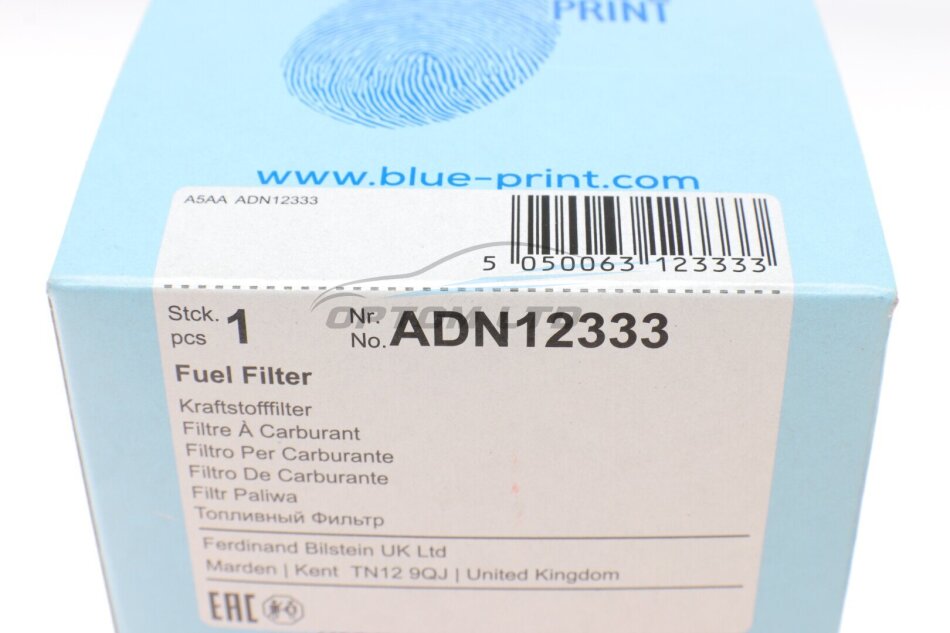 PRINT
www.blue-print.com
A5AA ADN12333
5 050063 123333
OPTOM LTD
Stck. pcs 1 Nr. No. ADN12333
Fuel Filter
Kraftstofffilter
Filtre À Carburant
Filtro Per Carburante
Filtro De Carburante
Filtr Paliwa
Топливный Фильтр
Ferdinand Bilstein UK Ltd
Marden | Kent TN12 9QJ | United Kingdom
EAC